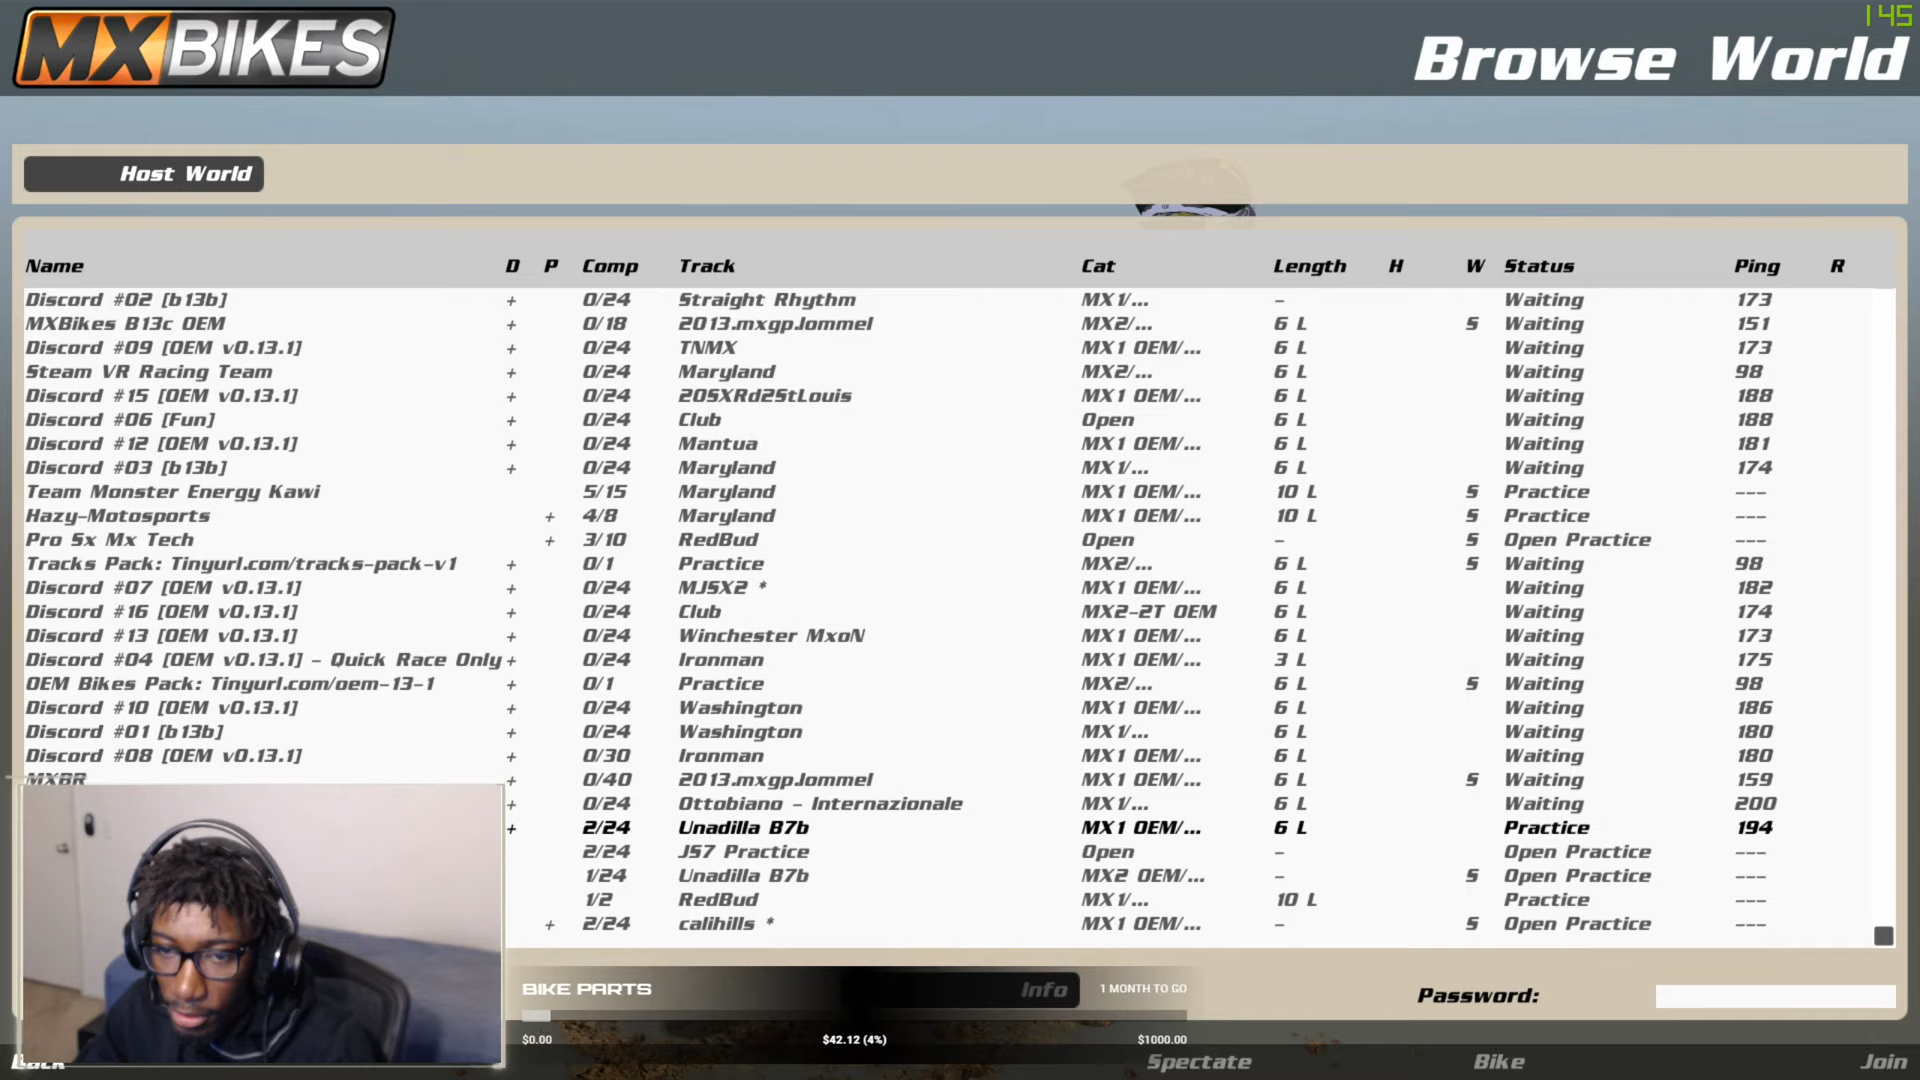 MXBIKES
145
Browse World
Host World
Name D P Comp Track Cat Length H W Status Ping R
Discord #02 [b13b] + 0/24 Straight Rhythm MX1/... - Waiting 173
MXBikes B13c OEM + 0/18 2013.mxgp.lommel MX2/... 6 L S Waiting 151
Discord #09 [OEM v0.13.1] + 0/24 TNMX MX1 OEM/... 6 L Waiting 173
Steam VR Racing Team + 0/24 Maryland MX2/... 6 L Waiting 98
Discord #15 [OEM v0.13.1] + 0/24 20SXRd2StLouis MX1 OEM/... 6 L Waiting 188
Discord #06 [Fun] + 0/24 Club Open 6 L Waiting 188
Discord #12 [OEM v0.13.1] + 0/24 Mantua MX1 OEM/... 6 L Waiting 181
Discord #03 [b13b] + 0/24 Maryland MX1/... 6 L Waiting 174
Team Monster Energy Kawi 5/15 Maryland MX1 OEM/... 10 L S Practice ---
Hazy-Motosports + 4/8 Maryland MX1 OEM/... 10 L S Practice ---
Pro Sx Mx Tech + 3/10 RedBud Open - S Open Practice ---
Tracks Pack: Tinyurl.com/tracks-pack-v1 + 0/1 Practice MX2/... 6 L S Waiting 98
Discord #07 [OEM v0.13.1] + 0/24 MJSX2 * MX1 OEM/... 6 L Waiting 182
Discord #16 [OEM v0.13.1] + 0/24 Club MX2-2T OEM 6 L Waiting 174
Discord #13 [OEM v0.13.1] + 0/24 Winchester MxoN MX1 OEM/... 6 L Waiting 173
Discord #04 [OEM v0.13.1] - Quick Race Only + 0/24 Ironman MX1 OEM/... 3 L Waiting 175
OEM Bikes Pack: Tinyurl.com/oem-13-1 + 0/1 Practice MX2/... 6 L S Waiting 98
Discord #10 [OEM v0.13.1] + 0/24 Washington MX1 OEM/... 6 L Waiting 186
Discord #01 [b13b] + 0/24 Washington MX1/... 6 L Waiting 180
Discord #08 [OEM v0.13.1] + 0/30 Ironman MX1 OEM/... 6 L Waiting 180
MXBR + 0/40 2013.mxgp.lommel MX1 OEM/... 6 L S Waiting 159
+ 0/24 Ottobiano - Internazionale MX1/... 6 L Waiting 200
+ 2/24 Unadilla B7b MX1 OEM/... 6 L Practice 194
2/24 JS7 Practice Open - Open Practice ---
1/24 Unadilla B7b MX2 OEM/... - S Open Practice ---
1/2 RedBud MX1/... 10 L Practice ---
+ 2/24 calihills * MX1 OEM/... - S Open Practice ---
BIKE PARTS Info 1 MONTH TO GO
Password:
$0.00 $42.12 (4%) $1000.00
Back Spectate Bike Join